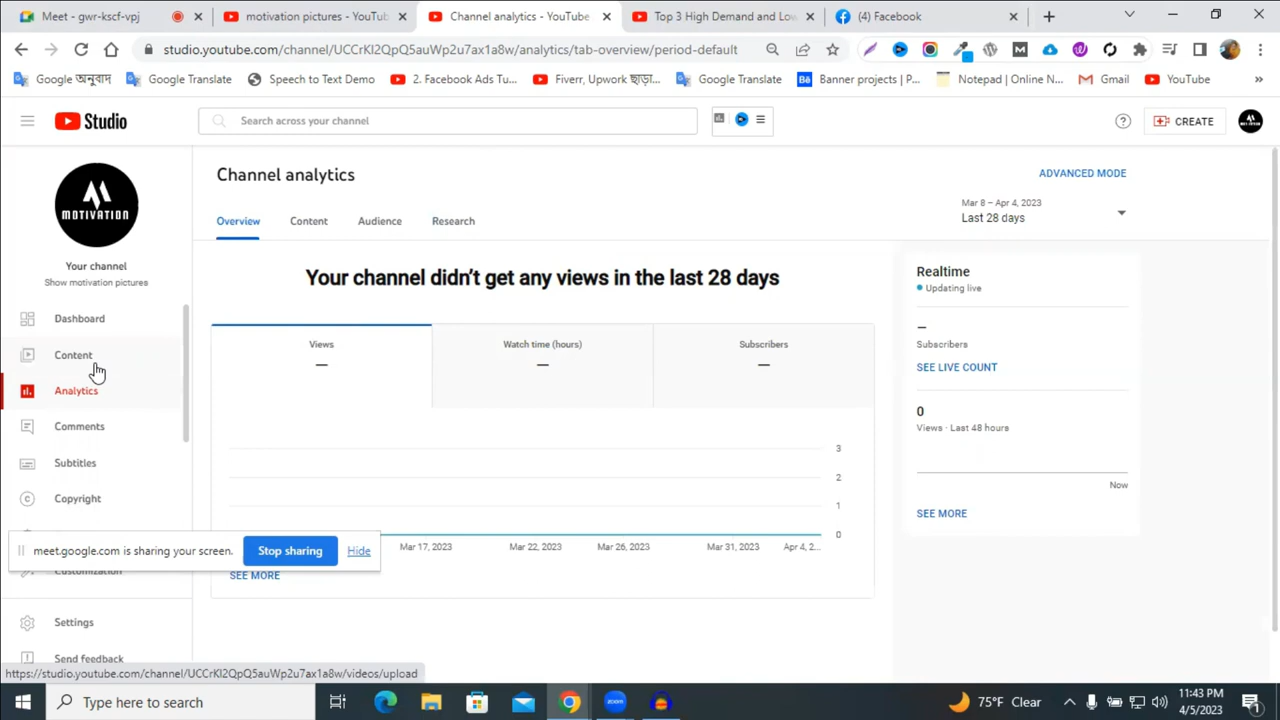 Meet - gwr-kscf-vpj
motivation pictures - YouTub
Channel analytics - YouTube
Top 3 High Demand and Low
(4) Facebook
studio.youtube.com/channel/UCCrKI2QpQ5auWp2u7ax1a8w/analytics/tab-overview/period-default
Google অনুবাদ
Google Translate
Speech to Text Demo
2. Facebook Ads Tu...
Fiverr, Upwork ছাড়া...
Google Translate
Banner projects | P...
Notepad | Online N...
Gmail
YouTube
»
Studio
Search across your channel
CREATE
MOTIVATION
Your channel
Show motivation pictures
Dashboard
Content
Analytics
Comments
Subtitles
Copyright
Customization
Settings
Send feedback
Channel analytics
ADVANCED MODE
Overview
Content
Audience
Research
Mar 8 – Apr 4, 2023
Last 28 days
Your channel didn't get any views in the last 28 days
Views
—
Watch time (hours)
—
Subscribers
—
3
2
1
0
Mar 17, 2023
Mar 22, 2023
Mar 26, 2023
Mar 31, 2023
Apr 4, 2...
SEE MORE
Realtime
Updating live
—
Subscribers
SEE LIVE COUNT
0
Views · Last 48 hours
Now
SEE MORE
meet.google.com is sharing your screen.
Stop sharing
Hide
https://studio.youtube.com/channel/UCCrKI2QpQ5auWp2u7ax1a8w/videos/upload
Type here to search
zoom
75°F Clear
11:43 PM
4/5/2023